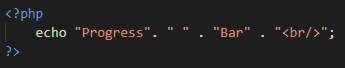 <?php
    echo "Progress". " " . "Bar" . "<br/>";
?>